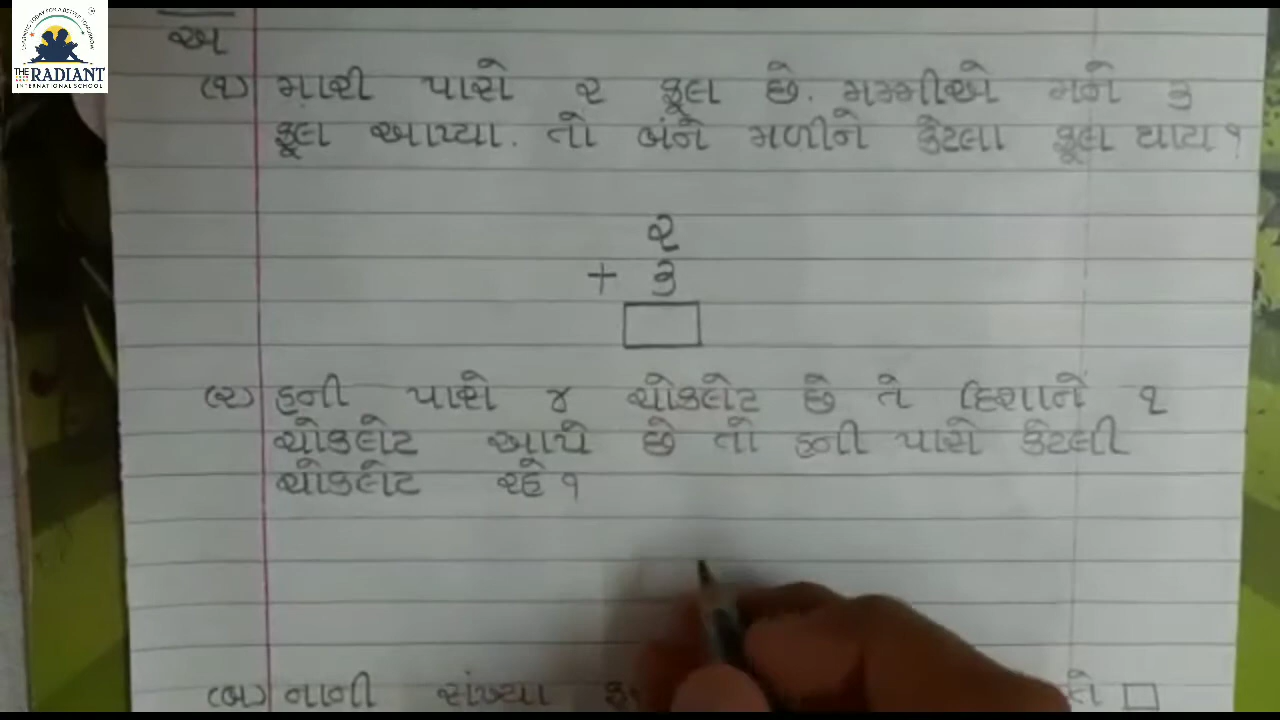 THE RADIANT
INTERNATIONAL SCHOOL
અ
(૧) મારી પાસે ૨ ફૂલ છે. મમ્મીએ મને ૩
ફૂલ આપ્યા. તો બંને મળીને કેટલા ફૂલ થાય?
૨
+ ૩
(૨) હની પાસે ૪ ચોકલેટ છે તે દિશાને ૧
ચોકલેટ આપે છે તો હની પાસે કેટલી
ચોકલેટ રહે?
(બ) નાની સંખ્યા